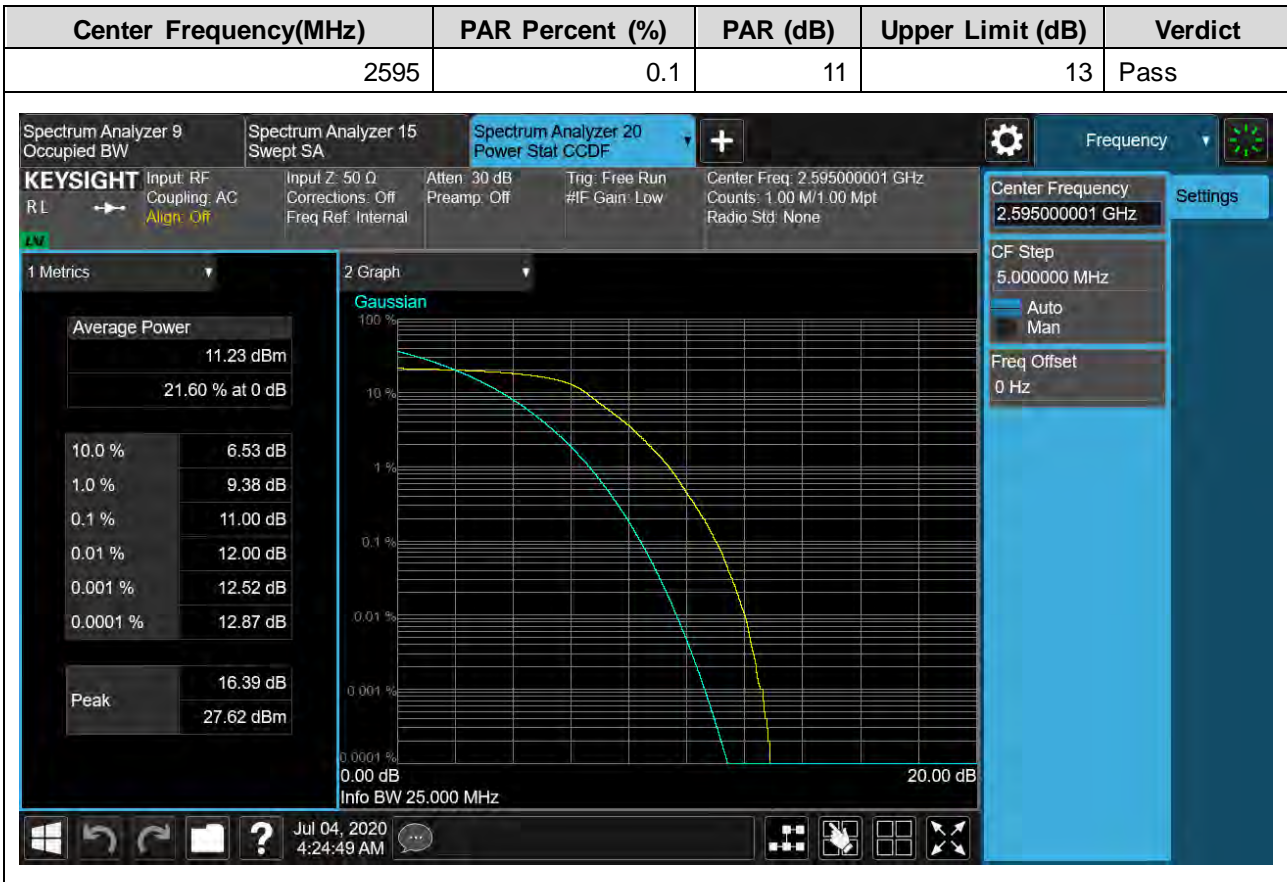 Center Frequency(MHz) PAR Percent (%) PAR (dB) Upper Limit (dB) Verdict
2595 0.1 11 13 Pass
Spectrum Analyzer 9
Occupied BW
Spectrum Analyzer 15
Swept SA
Spectrum Analyzer 20
Power Stat CCDF
+
Frequency
KEYSIGHT
RL
Input: RF
Coupling: AC
Align: Off
Input Z: 50 Ω
Corrections: Off
Freq Ref: Internal
Atten: 30 dB
Preamp: Off
Trig: Free Run
#IF Gain: Low
Center Freq: 2.595000001 GHz
Counts: 1.00 M/1.00 Mpt
Radio Std: None
Center Frequency
2.595000001 GHz
Settings
CF Step
5.000000 MHz
Auto
Man
Freq Offset
0 Hz
1 Metrics
Average Power
11.23 dBm
21.60 % at 0 dB
10.0 % 6.53 dB
1.0 % 9.38 dB
0.1 % 11.00 dB
0.01 % 12.00 dB
0.001 % 12.52 dB
0.0001 % 12.87 dB
Peak
16.39 dB
27.62 dBm
2 Graph
Gaussian
100 %
10 %
1 %
0.1 %
0.01 %
0.001 %
0.0001 %
0.00 dB 20.00 dB
Info BW 25.000 MHz
?
Jul 04, 2020
4:24:49 AM